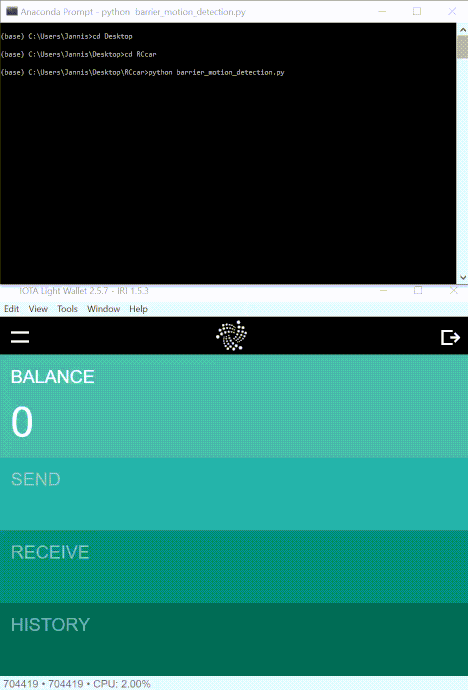 Anaconda Prompt - python barrier_motion_detection.py
(base) C:\Users\Jannis>cd Desktop
(base) C:\Users\Jannis\Desktop>cd RCcar
(base) C:\Users\Jannis\Desktop\RCcar>python barrier_motion_detection.py
IOTA Light Wallet 2.5.7 - IRI 1.5.3
Edit View Tools Window Help
BALANCE
0
SEND
RECEIVE
HISTORY
704419 • 704419 • CPU: 2.00%